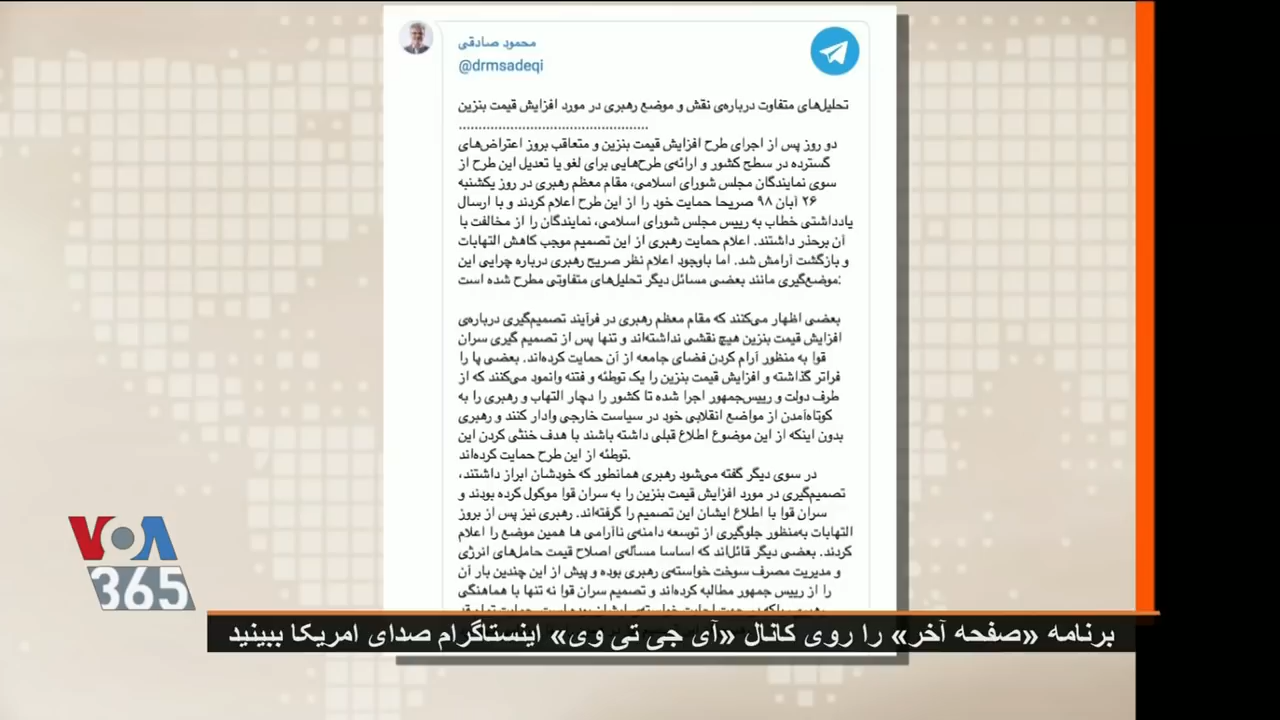 محمود صادقی
@drmsadeqi
تحلیل‌های متفاوت درباره‌ی نقش و موضع رهبری در مورد افزایش قیمت بنزین
................................................
دو روز پس از اجرای طرح افزایش قیمت بنزین و متعاقب بروز اعتراض‌های
گسترده در سطح کشور و ارائه‌ی طرح‌هایی برای لغو یا تعدیل این طرح از
سوی نمایندگان مجلس شورای اسلامی، مقام معظم رهبری در روز یکشنبه
۲۶ آبان ۹۸ صریحا حمایت خود را از این طرح اعلام کردند و با ارسال
یادداشتی خطاب به رییس مجلس شورای اسلامی، نمایندگان را از مخالفت با
آن برحذر داشتند. اعلام حمایت رهبری از این تصمیم موجب کاهش التهابات
و بازگشت آرامش شد. اما باوجود اعلام نظر صریح رهبری درباره چرایی این
موضع‌گیری مانند بعضی مسائل دیگر تحلیل‌های متفاوتی مطرح شده است:
بعضی اظهار می‌کنند که مقام معظم رهبری در فرآیند تصمیم‌گیری درباره‌ی
افزایش قیمت بنزین هیچ نقشی نداشته‌اند و تنها پس از تصمیم گیری سران
قوا به منظور آرام کردن فضای جامعه از آن حمایت کرده‌اند. بعضی پا را
فراتر گذاشته و افزایش قیمت بنزین را یک توطئه و فتنه وانمود می‌کنند که از
طرف دولت و رییس‌جمهور اجرا شده تا کشور را دچار التهاب و رهبری را به
کوتاه‌آمدن از مواضع انقلابی خود در سیاست خارجی وادار کنند و رهبری
بدون اینکه از این موضوع اطلاع قبلی داشته باشند با هدف خنثی کردن این
توطئه از این طرح حمایت کرده‌اند.
در سوی دیگر گفته می‌شود رهبری همانطور که خودشان ابراز داشتند،
تصمیم‌گیری در مورد افزایش قیمت بنزین را به سران قوا موکول کرده بودند و
سران قوا با اطلاع ایشان این تصمیم را گرفته‌اند. رهبری نیز پس از بروز
التهابات به‌منظور جلوگیری از توسعه دامنه‌ی ناآرامی ها همین موضع را اعلام
کردند. بعضی دیگر قائل‌اند که اساسا مسأله‌ی اصلاح قیمت حامل‌های انرژی
و مدیریت مصرف سوخت خواسته‌ی رهبری بوده و پیش از این چندین بار آن
را از رییس جمهور مطالبه کرده‌اند و تصمیم سران قوا نه تنها با هماهنگی
VOA
365
برنامه «صفحه آخر» را روی کانال «آی جی تی وی» اینستاگرام صدای امریکا ببینید